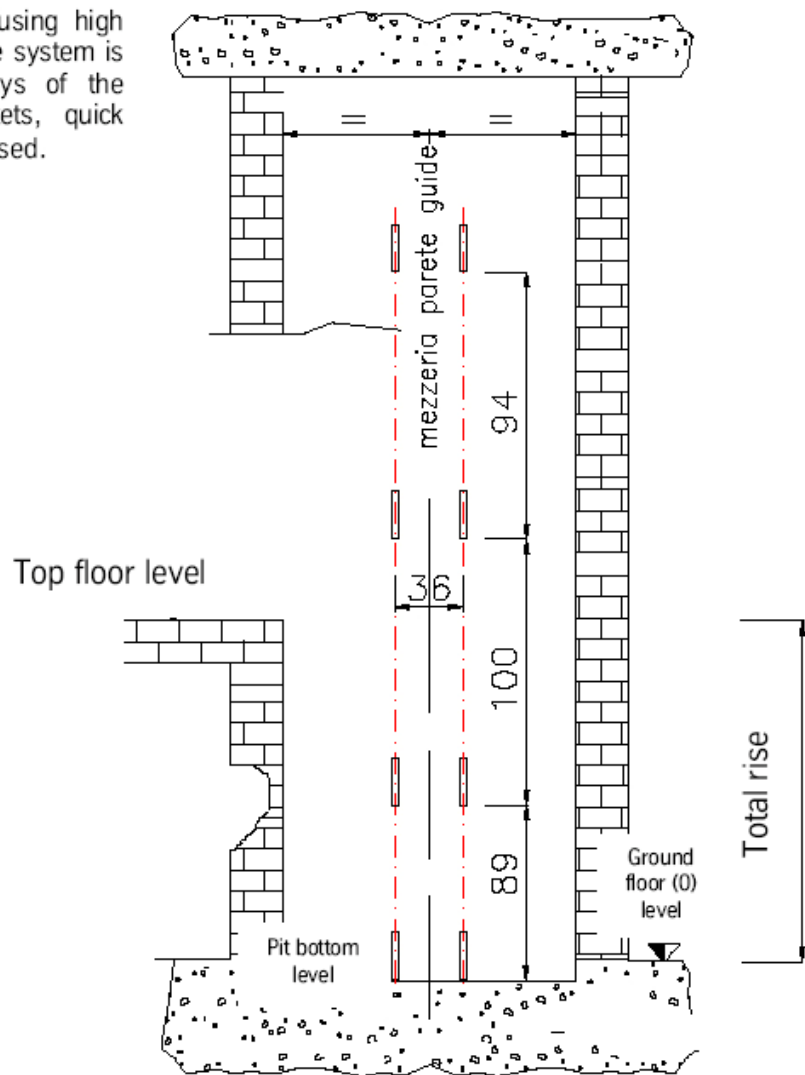 using high
e system is
ys of the
ets, quick
sed.
=
=
mezzeria parete guide
94
Top floor level
36
100
Total rise
89
Ground
floor (0)
level
Pit bottom
level